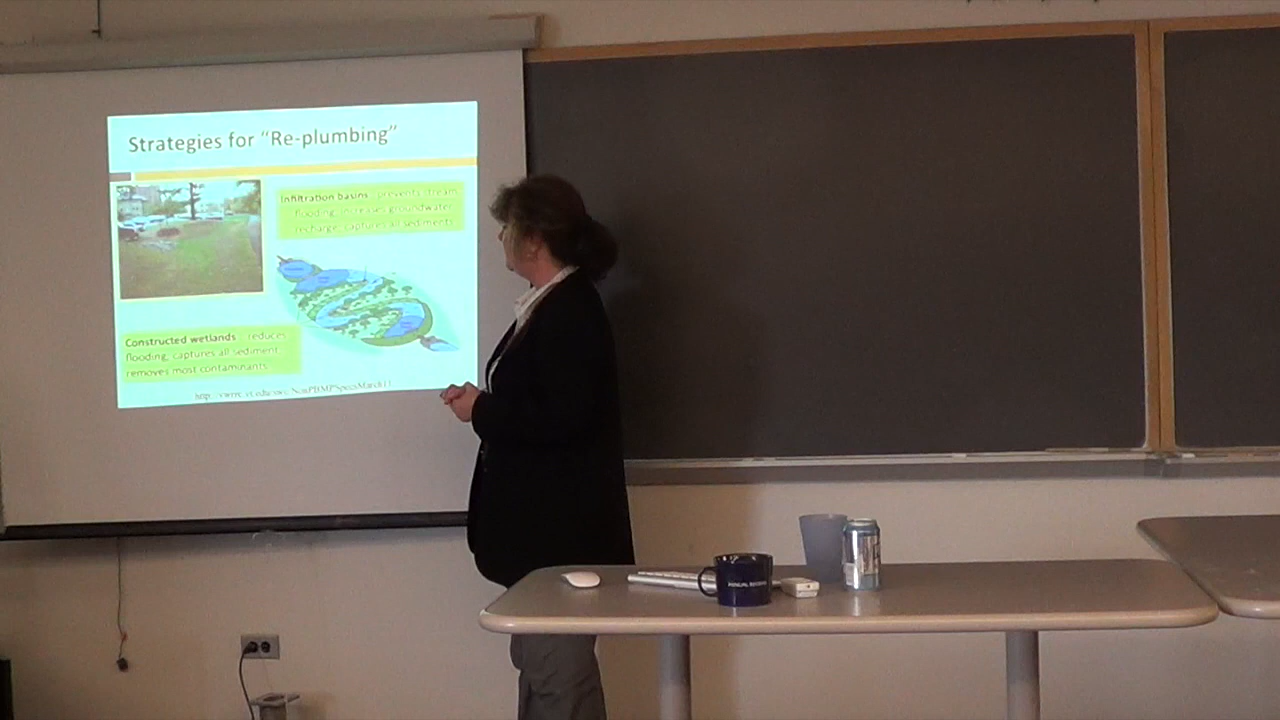 Strategies for “Re-plumbing”
Infiltration basins - prevents stream
flooding, increases groundwater
recharge, captures all sediments
Constructed wetlands - reduces
flooding, captures all sediment,
removes most contaminants